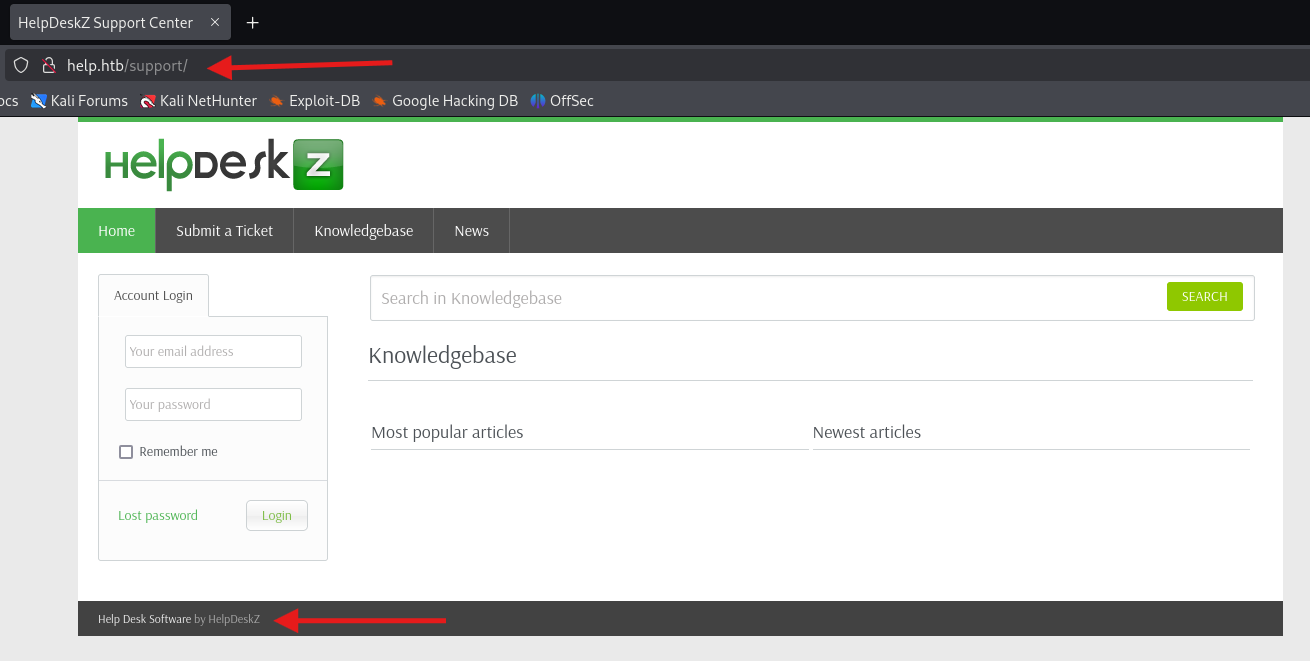 HelpDeskZ Support Center
help.htb/support/
ocs Kali Forums Kali NetHunter Exploit-DB Google Hacking DB OffSec
HelpDesk Z
Home Submit a Ticket Knowledgebase News
Account Login
Your email address
Your password
Remember me
Lost password Login
Search in Knowledgebase SEARCH
Knowledgebase
Most popular articles Newest articles
Help Desk Software by HelpDeskZ